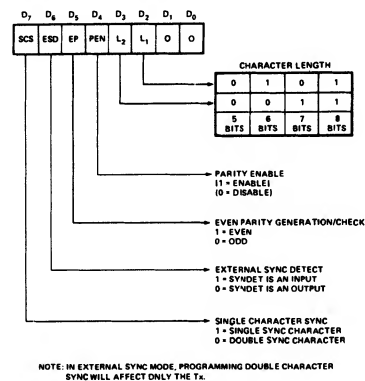 D7 D6 D5 D4 D3 D2 D1 D0
SCS ESD EP PEN L2 L1 0 0
CHARACTER LENGTH
0 1 0 1
0 0 1 1
5 BITS 6 BITS 7 BITS 8 BITS
PARITY ENABLE
(1 = ENABLE)
(0 = DISABLE)
EVEN PARITY GENERATION/CHECK
1 = EVEN
0 = ODD
EXTERNAL SYNC DETECT
1 = SYNDET IS AN INPUT
0 = SYNDET IS AN OUTPUT
SINGLE CHARACTER SYNC
1 = SINGLE SYNC CHARACTER
0 = DOUBLE SYNC CHARACTER
NOTE: IN EXTERNAL SYNC MODE, PROGRAMMING DOUBLE CHARACTER
SYNC WILL AFFECT ONLY THE Tx.